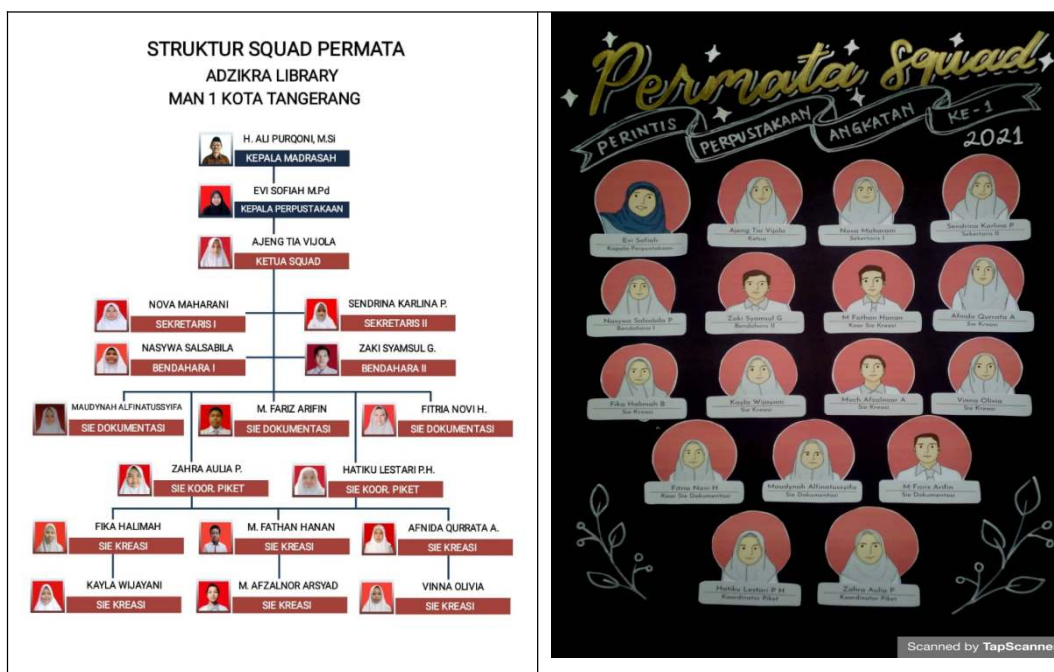 STRUKTUR SQUAD PERMATA
ADZIKRA LIBRARY
MAN 1 KOTA TANGERANG
H. ALI PURQONI, M.Si
KEPALA MADRASAH
EVI SOFIAH M.Pd
KEPALA PERPUSTAKAAN
AJENG TIA VIJOLA
KETUA SQUAD
NOVA MAHARANI
SEKRETARIS I
SENDRINA KARLINA P.
SEKRETARIS II
NASYWA SALSABILA
BENDAHARA I
ZAKI SYAMSUL G.
BENDAHARA II
MAUDYNAH ALFINATUSSYIFA
SIE DOKUMENTASI
M. FARIZ ARIFIN
SIE DOKUMENTASI
FITRIA NOVI H.
SIE DOKUMENTASI
ZAHRA AULIA P.
SIE KOOR. PIKET
HATIKU LESTARI P.H.
SIE KOOR. PIKET
FIKA HALIMAH
SIE KREASI
M. FATHAN HANAN
SIE KREASI
AFNIDA QURRATA A.
SIE KREASI
KAYLA WIJAYANI
SIE KREASI
M. AFZALNOR ARSYAD
SIE KREASI
VINNA OLIVIA
SIE KREASI
Permata Squad
PERINTIS PERPUSTAKAAN ANGKATAN KE-1
2021
Evi Sofiah
Kepala Perpustakaan
Ajeng Tia Vijola
Ketua
Nova Maharani
Sekertaris I
Sendrina Karlina P
Sekertaris II
Nasywa Salsabila P
Bendahara I
Zaki Syamsul G
Bendahara II
M Fathan Hanan
Koor Sie Kreasi
Afnida Qurrata A
Sie Kreasi
Fika Halimah B
Sie Kreasi
Kayla Wijayanti
Sie Kreasi
Much Afzalnoor A
Sie Kreasi
Vinna Olivia
Sie Kreasi
Fitria Novi H
Sie Dokumentasi
Maudynah Alfinatussyifa
Sie Dokumentasi
M Fariz Arifin
Sie Dokumentasi
Hatiku Lestari P H
Koordinator Piket
Zahra Aulia P
Koordinator Piket
Scanned by TapScanner